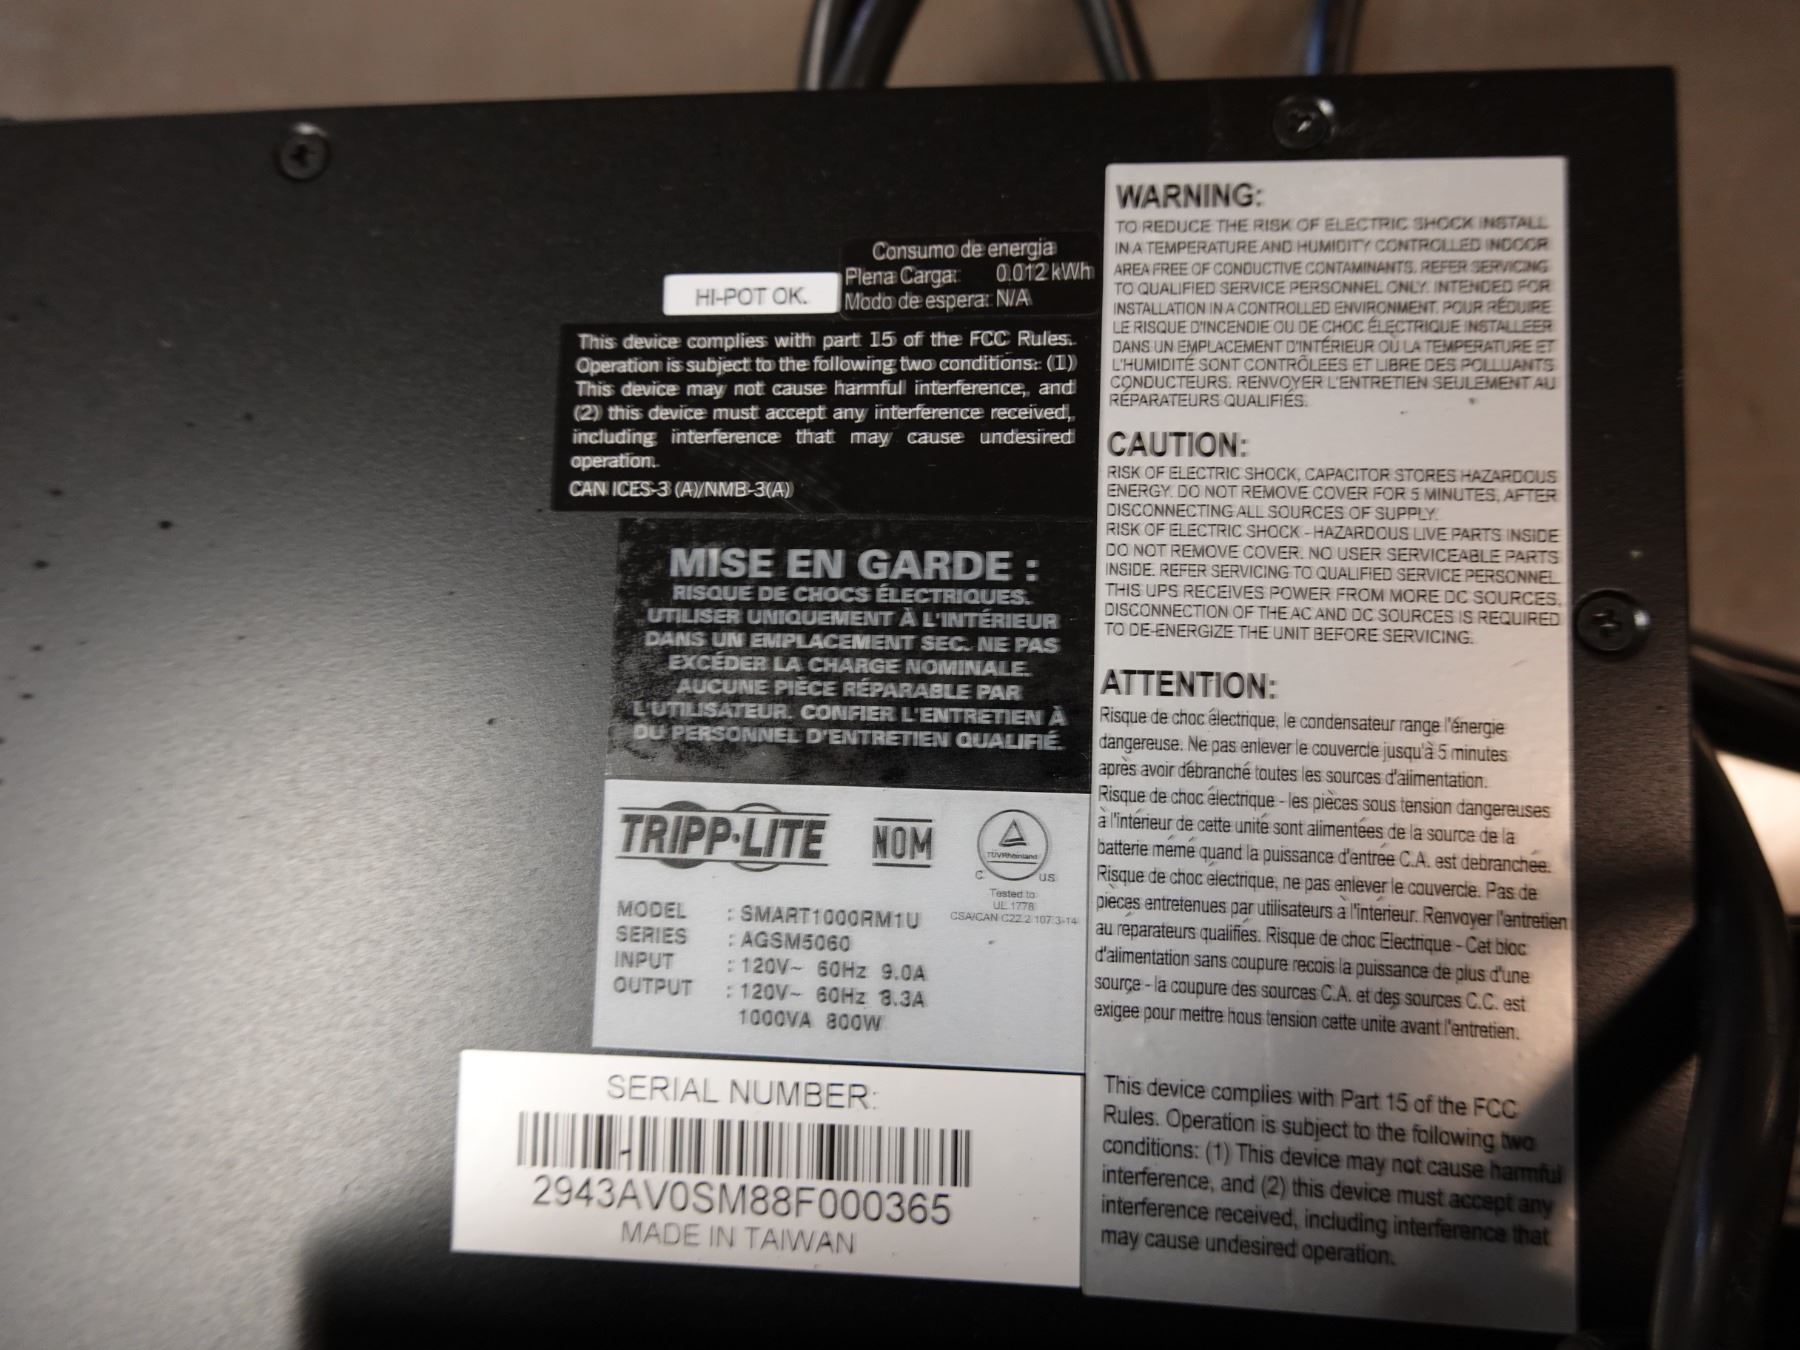 Consumo de energia
Plena Carga: 0.012 kWh
Modo de espera: N/A
HI-POT OK.
This device complies with part 15 of the FCC Rules.
Operation is subject to the following two conditions: (1)
This device may not cause harmful interference, and
(2) this device must accept any interference received,
including interference that may cause undesired
operation.
CAN ICES-3 (A)/NMB-3(A)
MISE EN GARDE :
RISQUE DE CHOCS ÉLECTRIQUES.
UTILISER UNIQUEMENT À L'INTÉRIEUR
DANS UN EMPLACEMENT SEC. NE PAS
EXCÉDER LA CHARGE NOMINALE.
AUCUNE PIÈCE RÉPARABLE PAR
L'UTILISATEUR. CONFIER L'ENTRETIEN À
DU PERSONNEL D'ENTRETIEN QUALIFIÉ.
TRIPP·LITE
NOM
TÜVRheinland
C US
Tested to:
UL 1778
CSA/CAN C22.2 107.3-14
MODEL : SMART1000RM1U
SERIES : AGSM5060
INPUT : 120V~ 60Hz 9.0A
OUTPUT : 120V~ 60Hz 8.3A
1000VA 800W
SERIAL NUMBER:
2943AV0SM88F000365
MADE IN TAIWAN
WARNING:
TO REDUCE THE RISK OF ELECTRIC SHOCK INSTALL
IN A TEMPERATURE AND HUMIDITY CONTROLLED INDOOR
AREA FREE OF CONDUCTIVE CONTAMINANTS. REFER SERVICING
TO QUALIFIED SERVICE PERSONNEL ONLY. INTENDED FOR
INSTALLATION IN A CONTROLLED ENVIRONMENT. POUR RÉDUIRE
LE RISQUE D'INCENDIE OU DE CHOC ÉLECTRIQUE INSTALLEER
DANS UN EMPLACEMENT D'INTÉRIEUR OÙ LA TEMPERATURE ET
L'HUMIDITÉ SONT CONTRÔLÉES ET LIBRE DES POLLUANTS
CONDUCTEURS. RENVOYER L'ENTRETIEN SEULEMENT AU
RÉPARATEURS QUALIFIÉS.
CAUTION:
RISK OF ELECTRIC SHOCK, CAPACITOR STORES HAZARDOUS
ENERGY. DO NOT REMOVE COVER FOR 5 MINUTES, AFTER
DISCONNECTING ALL SOURCES OF SUPPLY.
RISK OF ELECTRIC SHOCK - HAZARDOUS LIVE PARTS INSIDE
DO NOT REMOVE COVER. NO USER SERVICEABLE PARTS
INSIDE. REFER SERVICING TO QUALIFIED SERVICE PERSONNEL.
THIS UPS RECEIVES POWER FROM MORE DC SOURCES.
DISCONNECTION OF THE AC AND DC SOURCES IS REQUIRED
TO DE-ENERGIZE THE UNIT BEFORE SERVICING.
ATTENTION:
Risque de choc électrique, le condensateur range l'énergie
dangereuse. Ne pas enlever le couvercle jusqu'à 5 minutes
après avoir débranché toutes les sources d'alimentation.
Risque de choc électrique - les pièces sous tension dangereuses
à l'intérieur de cette unité sont alimentées de la source de la
batterie mémé quand la puissance d'entrée C.A. est debranchée.
Risque de choc électrique, ne pas enlever le couvercle. Pas de
pieces entretenues par utilisateurs à l'interieur. Renvoyer l'entretien
au reparateurs qualifiés. Risque de choc Electrique - Cet bloc
d'alimentation sans coupure recois la puissance de plus d'une
sourçe - la coupure des sources C.A. et des sources C.C. est
exigee pour mettre hous tension cette unite avant l'entretien.
This device complies with Part 15 of the FCC
Rules. Operation is subject to the following two
conditions: (1) This device may not cause harmful
interference, and (2) this device must accept any
interference received, including interference that
may cause undesired operation.